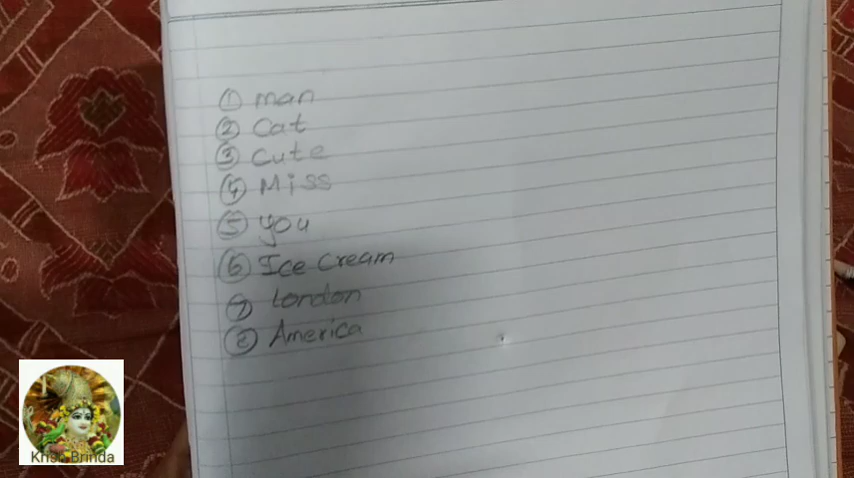 ① man
② Cat
③ Cute
④ Miss
⑤ you
⑥ Ice Cream
⑦ London
⑧ America
Krish Brinda